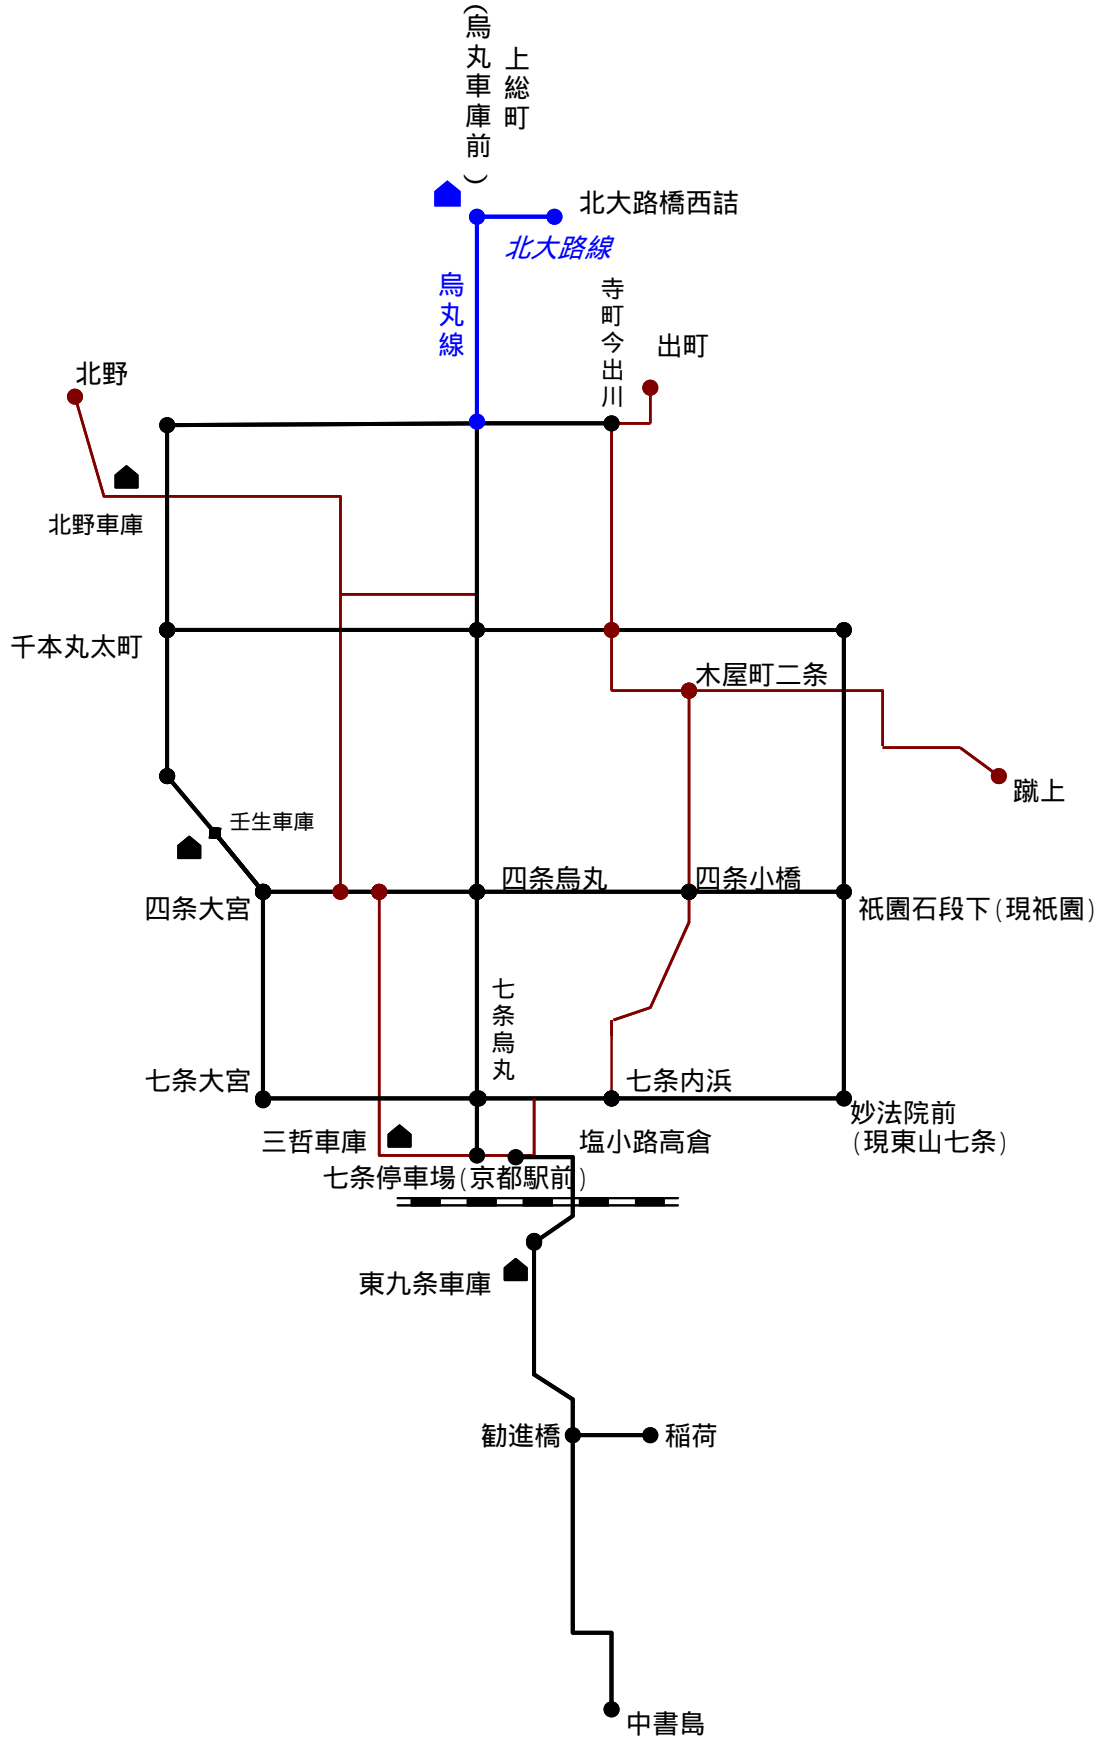 上総町
(烏丸車庫前)
北大路橋西詰
北大路線
烏丸線
寺町今出川
出町
北野
北野車庫
千本丸太町
木屋町二条
蹴上
壬生車庫
四条大宮
四条烏丸
四条小橋
祇園石段下(現祇園)
七条烏丸
七条大宮
七条内浜
妙法院前
(現東山七条)
三哲車庫
塩小路高倉
七条停車場(京都駅前)
東九条車庫
勧進橋
稲荷
中書島